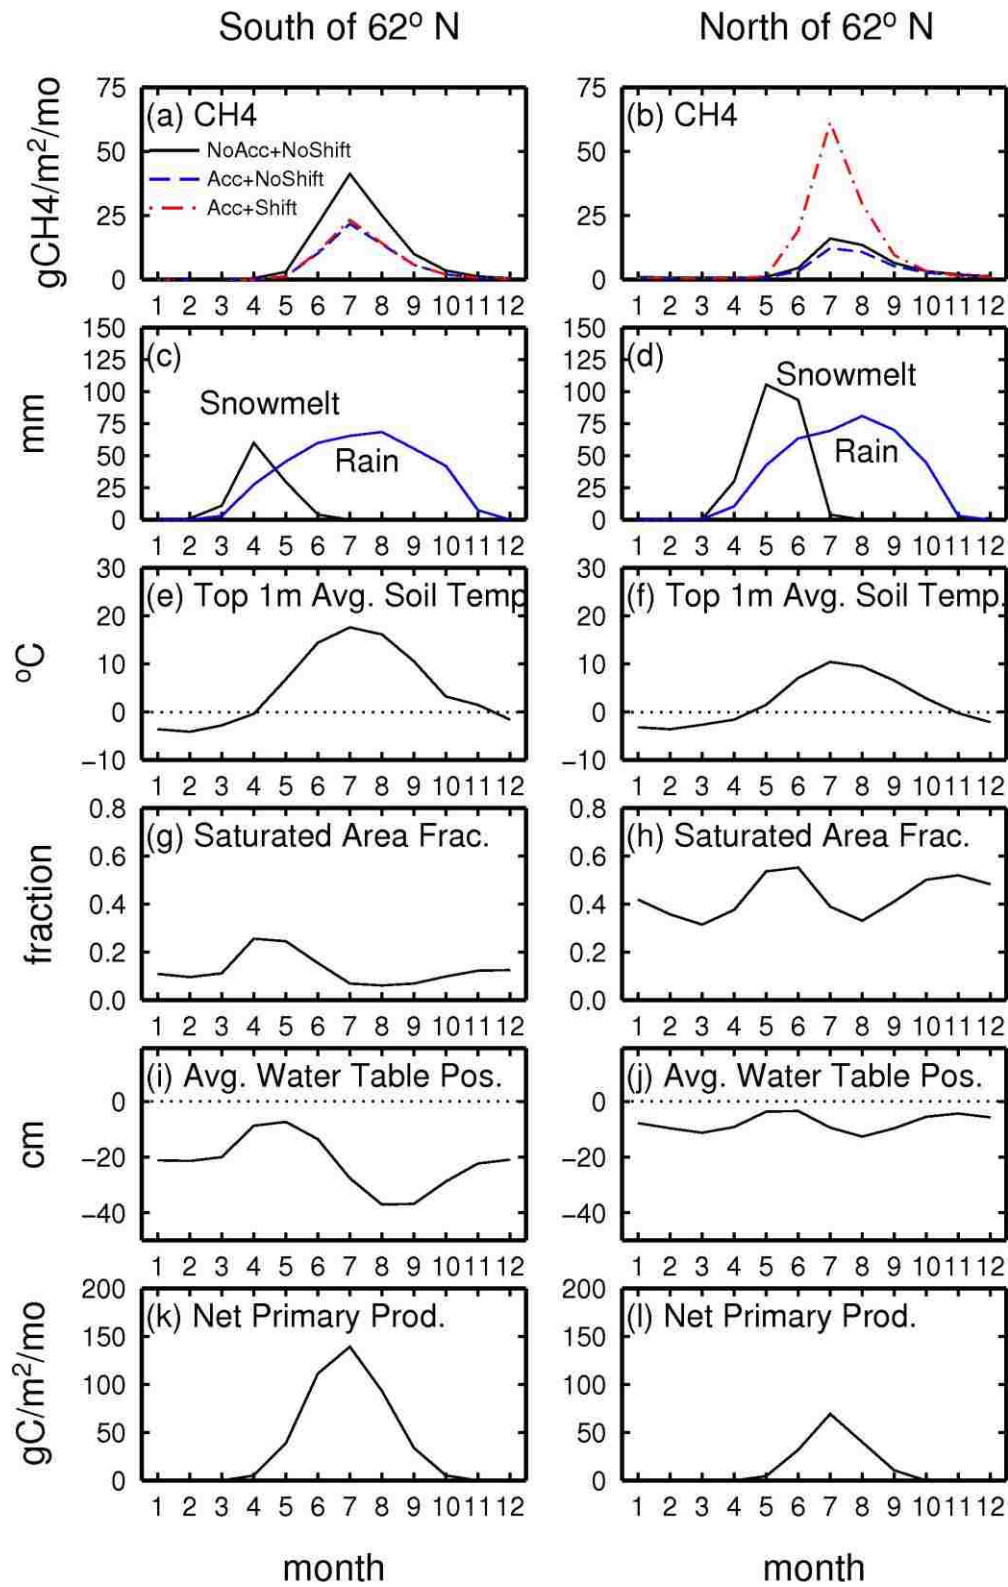 South of 62° N
North of 62° N
gCH4/m²/mo
75
50
25
0
(a) CH4
NoAcc+NoShift
Acc+NoShift
Acc+Shift
1 2 3 4 5 6 7 8 9 10 11 12
75
50
25
0
(b) CH4
1 2 3 4 5 6 7 8 9 10 11 12
mm
150
125
100
75
50
25
0
(c)
Snowmelt
Rain
1 2 3 4 5 6 7 8 9 10 11 12
150
125
100
75
50
25
0
(d)
Snowmelt
Rain
1 2 3 4 5 6 7 8 9 10 11 12
°C
30
20
10
0
−10
(e) Top 1m Avg. Soil Temp
1 2 3 4 5 6 7 8 9 10 11 12
30
20
10
0
−10
(f) Top 1m Avg. Soil Temp.
1 2 3 4 5 6 7 8 9 10 11 12
fraction
0.8
0.6
0.4
0.2
0.0
(g) Saturated Area Frac.
1 2 3 4 5 6 7 8 9 10 11 12
0.8
0.6
0.4
0.2
0.0
(h) Saturated Area Frac.
1 2 3 4 5 6 7 8 9 10 11 12
cm
0
−20
−40
(i) Avg. Water Table Pos.
1 2 3 4 5 6 7 8 9 10 11 12
0
−20
−40
(j) Avg. Water Table Pos.
1 2 3 4 5 6 7 8 9 10 11 12
gC/m²/mo
200
150
100
50
0
(k) Net Primary Prod.
1 2 3 4 5 6 7 8 9 10 11 12
month
200
150
100
50
0
(l) Net Primary Prod.
1 2 3 4 5 6 7 8 9 10 11 12
month